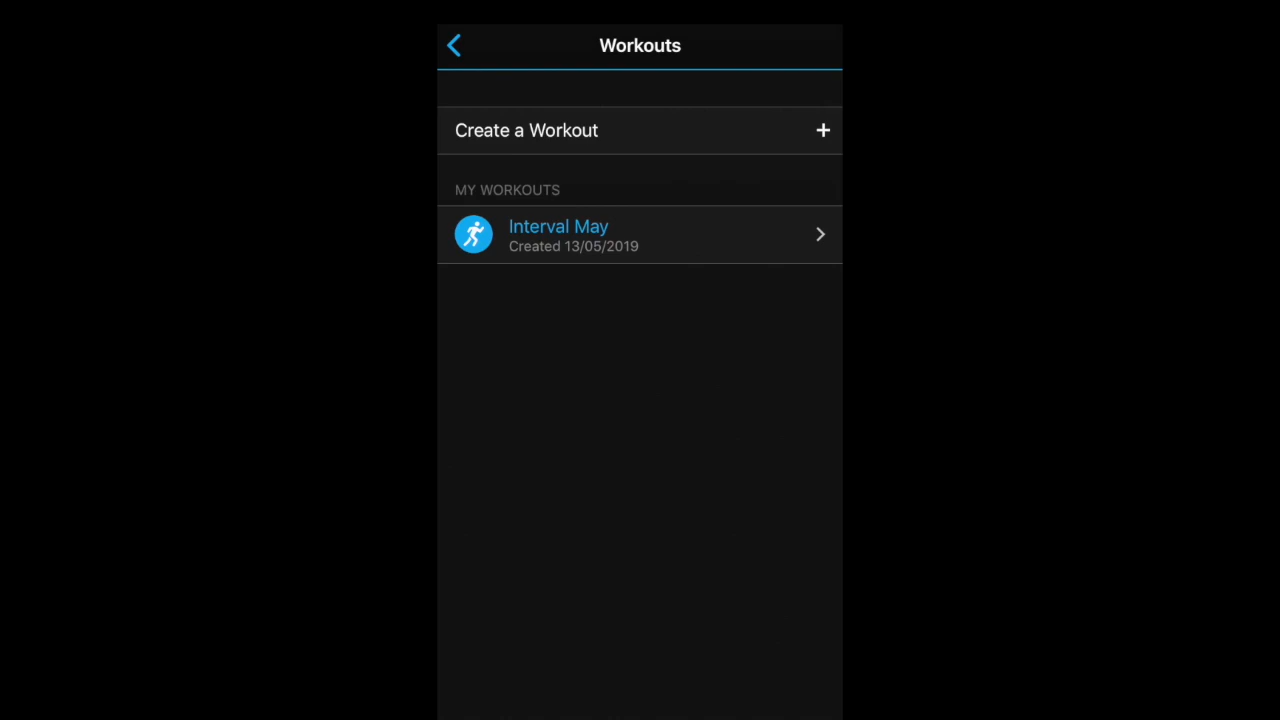 Workouts
Create a Workout
MY WORKOUTS
Interval May
Created 13/05/2019